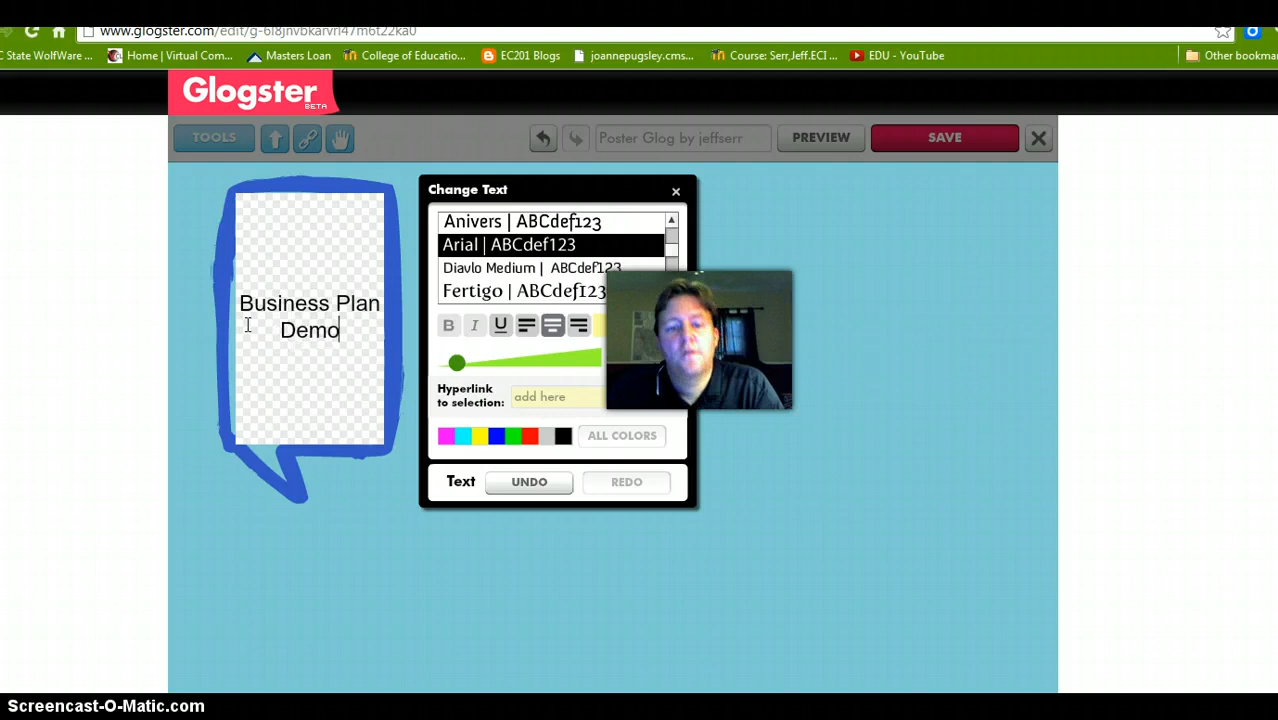 www.glogster.com/edit/g-6l8jnvbkarvrl47m6t22ka0
C State WolfWare ...
Home | Virtual Com...
Masters Loan
College of Educatio...
EC201 Blogs
joannepugsley.cms...
Course: Serr,Jeff.ECI ...
EDU - YouTube
Other bookmar
Glogster
BETA
TOOLS
Poster Glog by jeffserr
PREVIEW
SAVE
Change Text
Anivers | ABCdef123
Arial | ABCdef123
Diavlo Medium | ABCdef123
Fertigo | ABCdef123
Business Plan
Demo
B I U
Hyperlink
to selection:
add here
ALL COLORS
Text
UNDO
REDO
Screencast-O-Matic.com